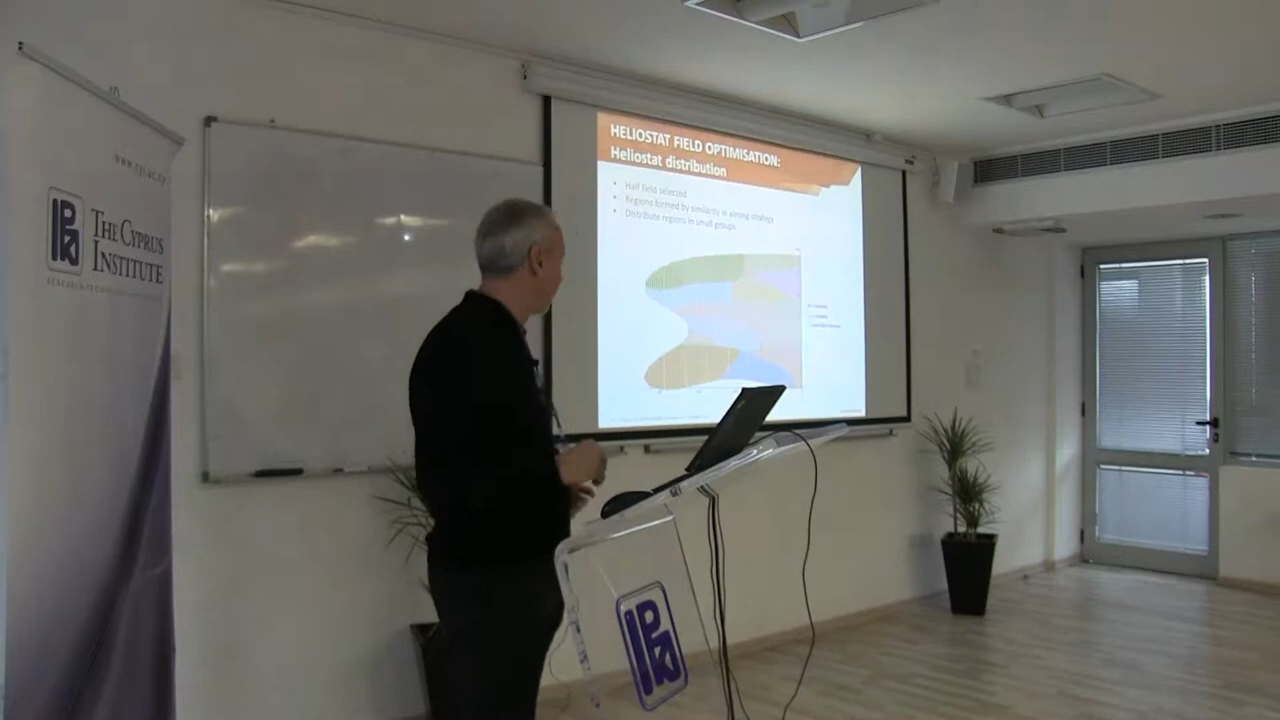 www.cyi.ac.cy
THE CYPRUS
INSTITUTE
HELIOSTAT FIELD OPTIMISATION:
Heliostat distribution
• Half field selected
• Regions formed by similarity in aiming strategy
• Distribute regions in small groups